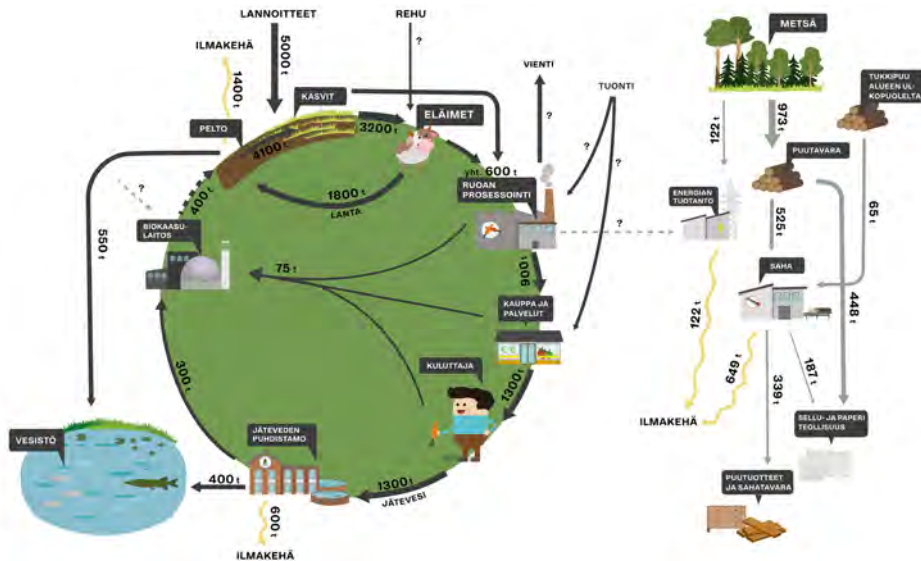 LANNOITTEET
REHU
ILMAKEHÄ
5000 t
?
1400 t
KASVIT
PELTO
4100 t
3200 t
ELÄIMET
VIENTI
?
TUONTI
?
?
?
yht. 600 t
RUOAN
PROSESSOINTI
1800 t
LANTA
400 t
?
550 t
BIOKAASU-
LAITOS
75 t
900 t
KAUPPA JA
PALVELUT
KULUTTAJA
1300 t
300 t
JÄTEVEDEN
PUHDISTAMO
1300 t
JÄTEVESI
VESISTÖ
400 t
600 t
ILMAKEHÄ
METSÄ
TUKKIPUU
ALUEEN UL-
KOPUOLELTA
122 t
973 t
PUUTAVARA
ENERGIAN
TUOTANTO
525 t
65 t
SAHA
448 t
122 t
649 t
339 t
187 t
ILMAKEHÄ
SELLU- JA PAPERI
TEOLLISUUS
PUUTUOTTEET
JA SAHATAVARA